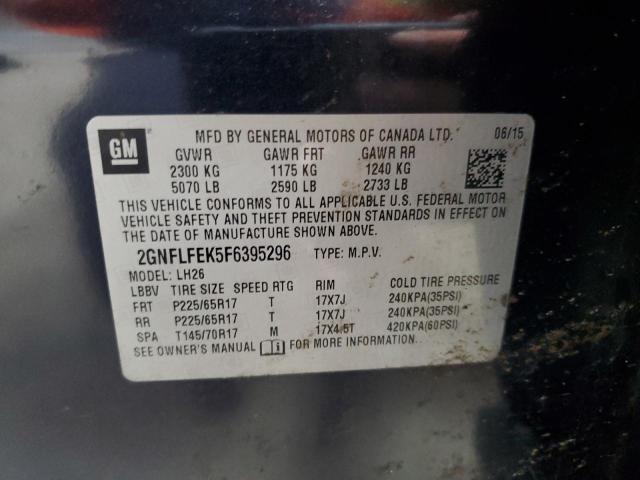 GM
MFD BY GENERAL MOTORS OF CANADA LTD. 06/15
GVWR GAWR FRT GAWR RR
2300 KG 1175 KG 1240 KG
5070 LB 2590 LB 2733 LB
THIS VEHICLE CONFORMS TO ALL APPLICABLE U.S. FEDERAL MOTOR
VEHICLE SAFETY AND THEFT PREVENTION STANDARDS IN EFFECT ON
THE DATE OF MANUFACTURE SHOWN ABOVE.
2GNFLFEK5F6395296 TYPE: M.P.V.
MODEL: LH26
LBBV TIRE SIZE SPEED RTG RIM COLD TIRE PRESSURE
FRT P225/65R17 T 17X7J 240KPA(35PSI)
RR P225/65R17 T 17X7J 240KPA(35PSI)
SPA T145/70R17 M 17X4.5T 420KPA(60PSI)
SEE OWNER'S MANUAL FOR MORE INFORMATION.